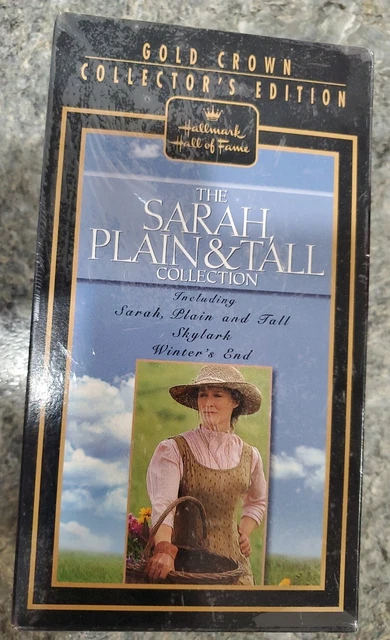 GOLD CROWN
COLLECTOR'S EDITION
Hallmark
Hall of Fame
THE
SARAH
PLAIN & TALL
COLLECTION
Including
Sarah, Plain and Tall
Skylark
Winter's End